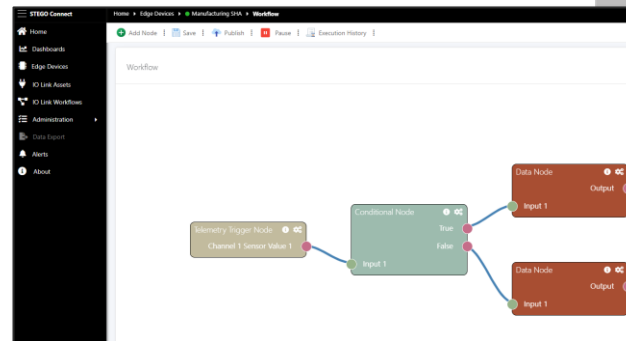 STEGO Connect
Home • Edge Devices • Manufacturing SHA • Workflow
Home
Dashboards
Edge Devices
IO Link Assets
IO Link Workflows
Administration
Data Export
Alerts
About
Add Node
Save
Publish
Pause
Execution History
Workflow
Telemetry Trigger Node
Channel 1 Sensor Value 1
Conditional Node
True
False
Input 1
Data Node
Output
Input 1
Data Node
Output
Input 1